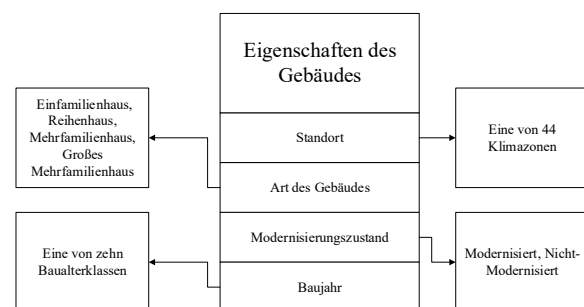 Eigenschaften des
Gebäudes
Einfamilienhaus,
Reihenhaus,
Mehrfamilienhaus,
Großes
Mehrfamilienhaus
Standort
Eine von 44
Klimazonen
Art des Gebäudes
Eine von zehn
Baualterklassen
Modernisierungszustand
Modernisiert, Nicht-
Modernisiert
Baujahr